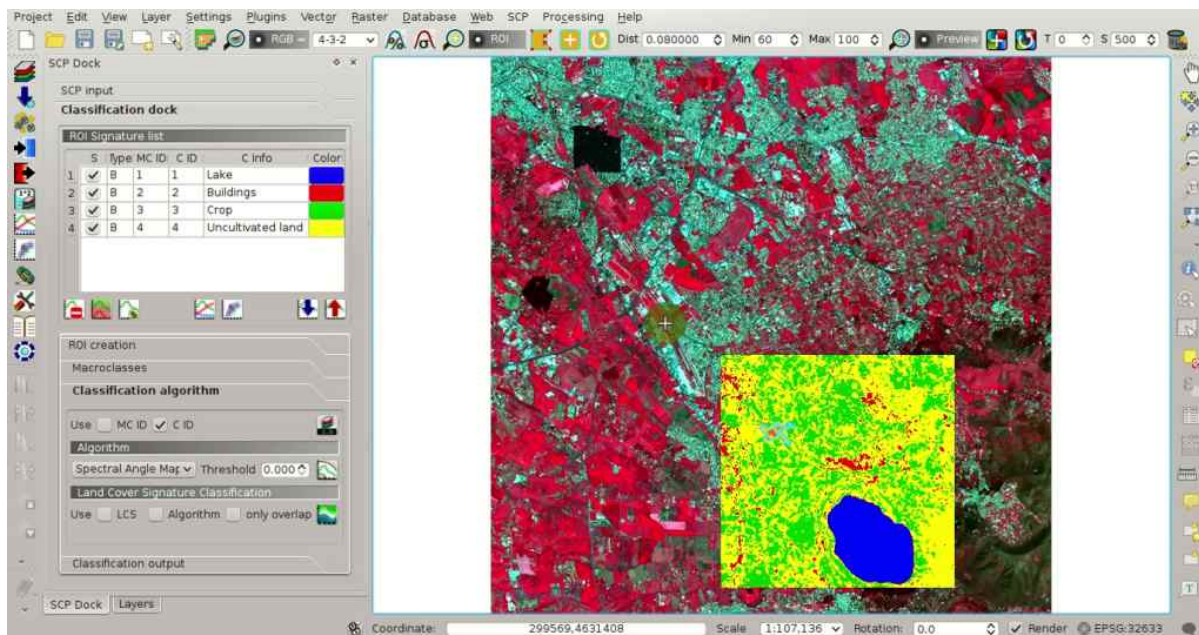 Project Edit View Layer Settings Plugins Vector Raster Database Web SCP Processing Help
RGB = 4-3-2 ROI Dist 0.080000 Min 60 Max 100 Preview T 0 S 500
SCP Dock
SCP input
Classification dock
ROI Signature list
S Type MC ID C ID C Info Color
1 B 1 1 Lake
2 B 2 2 Buildings
3 B 3 3 Crop
4 B 4 4 Uncultivated land
ROI creation
Macroclasses
Classification algorithm
Use MC ID C ID
Algorithm
Spectral Angle Map Threshold 0.000
Land Cover Signature Classification
Use LCS Algorithm only overlap
Classification output
SCP Dock Layers
Coordinate: 299569,4631408 Scale 1:107,136 Rotation: 0.0 Render EPSG:32633